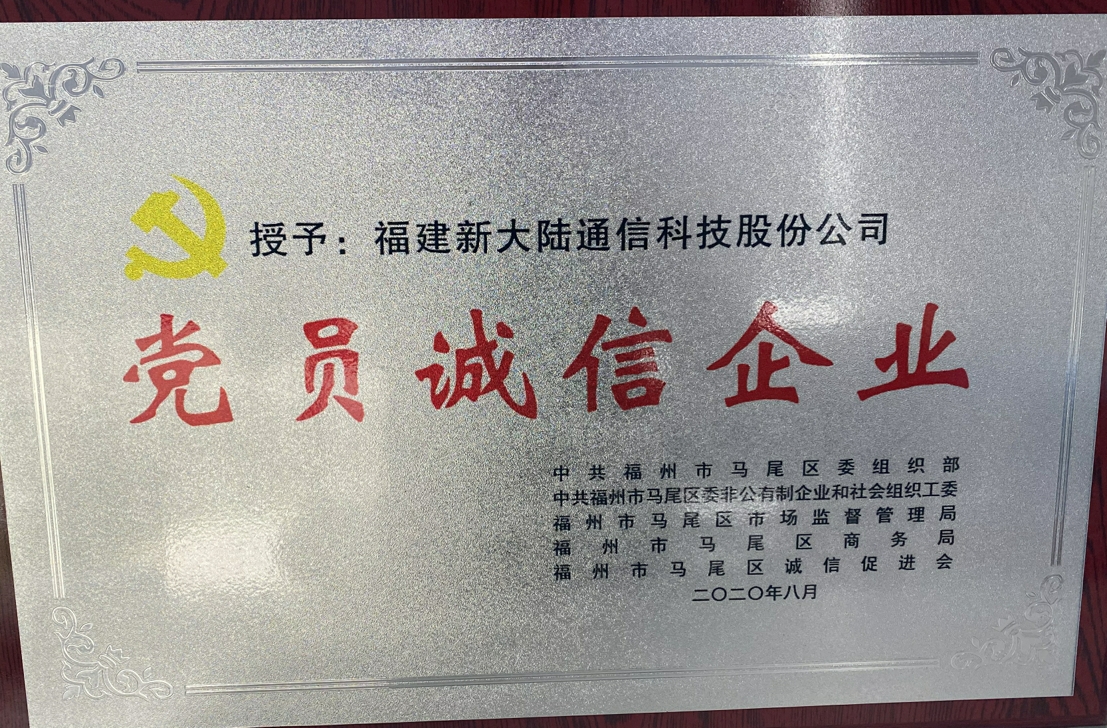 授予：福建新大陆通信科技股份公司
党员诚信企业
中共福州市马尾区委组织部
中共福州市马尾区委非公有制企业和社会组织工委
福州市马尾区市场监督管理局
福州市马尾区商务局
福州市马尾区诚信促进会
二〇二〇年八月